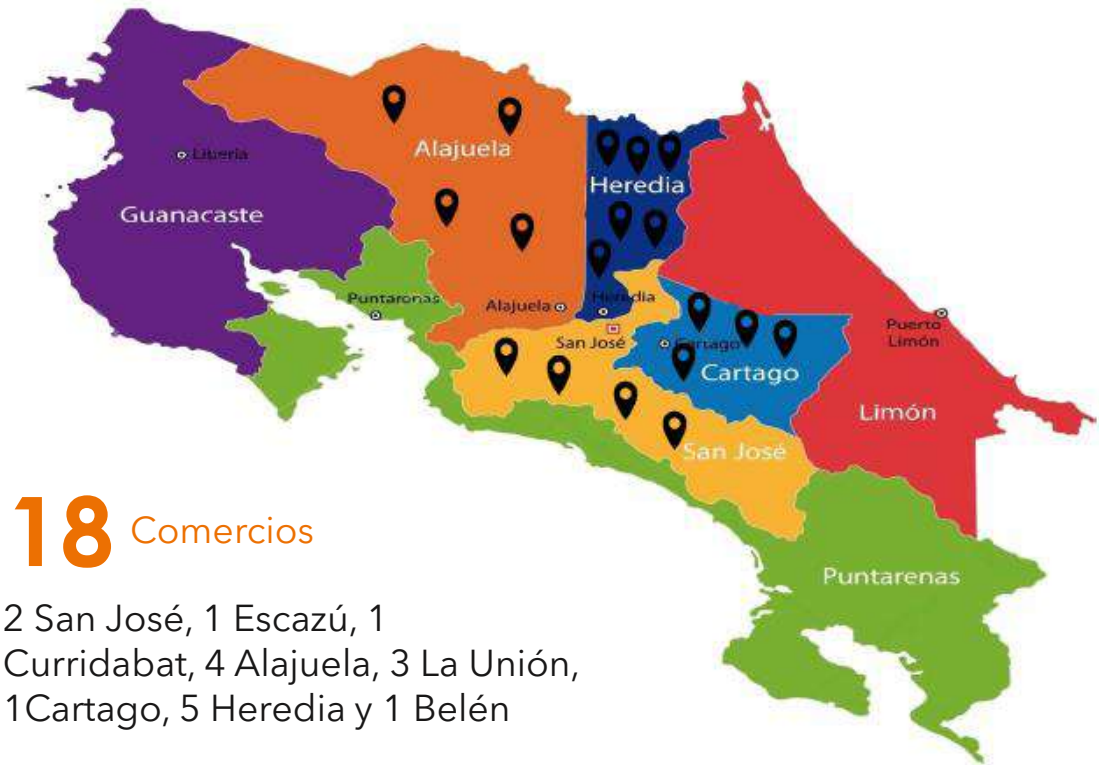 Alajuela
Liberia
Heredia
Guanacaste
Puntaronas
Alajuela
Heredia
Puerto
Limón
San José
Cartago
Cartago
Limón
San José
18 Comercios
Puntarenas
2 San José, 1 Escazú, 1
Curridabat, 4 Alajuela, 3 La Unión,
1Cartago, 5 Heredia y 1 Belén